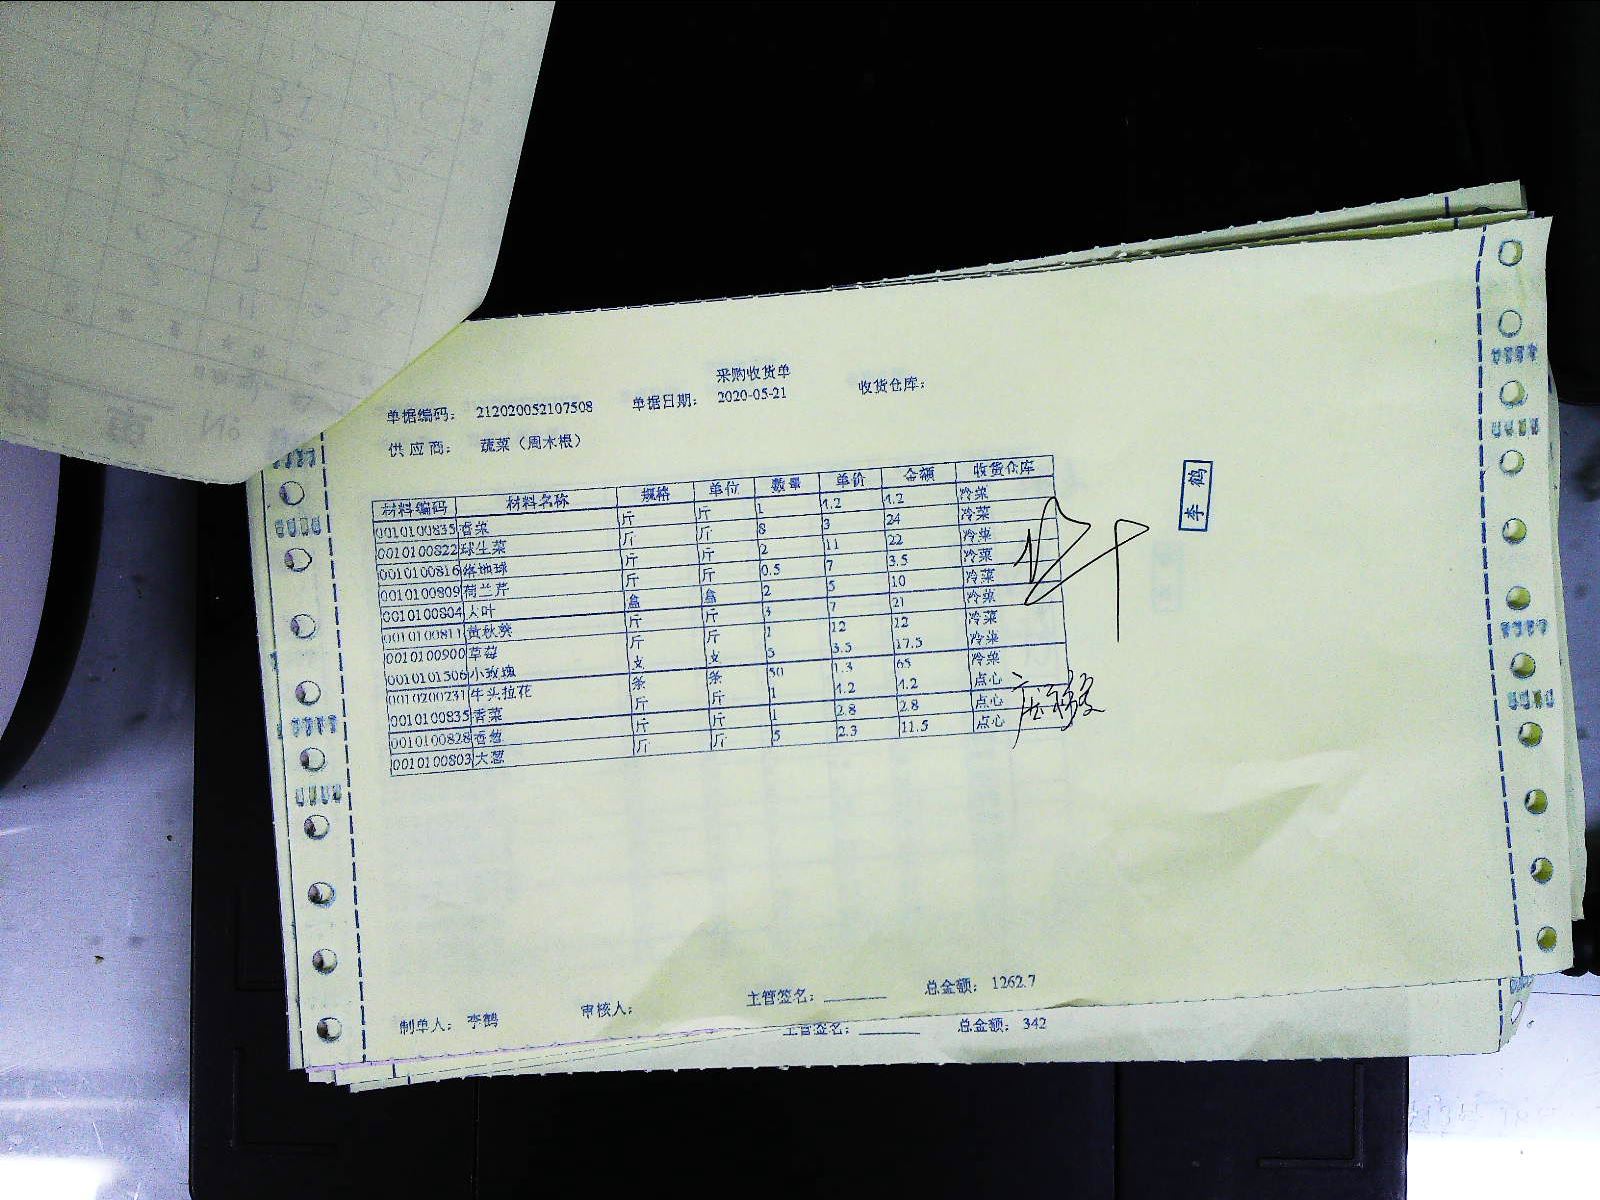 采购收货单
单据编码： 212020052107508 单据日期： 2020-05-21 收货仓库：
供 应 商： 蔬菜（周木根）
材料编码 材料名称 规格 单位 数量 单价 金额 收货仓库
0010100835 香菜 斤 斤 1 1.2 1.2 冷菜
0010100822 球生菜 斤 斤 8 3 24 冷菜
0010100816 落地球 斤 斤 2 11 22 冷菜
0010100809 荷兰芹 斤 斤 0.5 7 3.5 冷菜
0010100804 大叶 盒 盒 2 5 10 冷菜
0010100811 黄秋葵 斤 斤 3 7 21 冷菜
0010100900 草莓 斤 斤 1 12 12 冷菜
0010101506 小玫瑰 支 支 5 3.5 17.5 冷菜
0010200231 牛头拉花 条 条 50 1.3 65 冷菜
0010100835 香菜 斤 斤 1 1.2 1.2 点心
0010100828 香葱 斤 斤 1 2.8 2.8 点心
0010100803 大葱 斤 斤 5 2.3 11.5 点心
李鹤
制单人： 李鹤 审核人： 主管签名： 总金额： 1262.7
主管签名： 总金额： 342